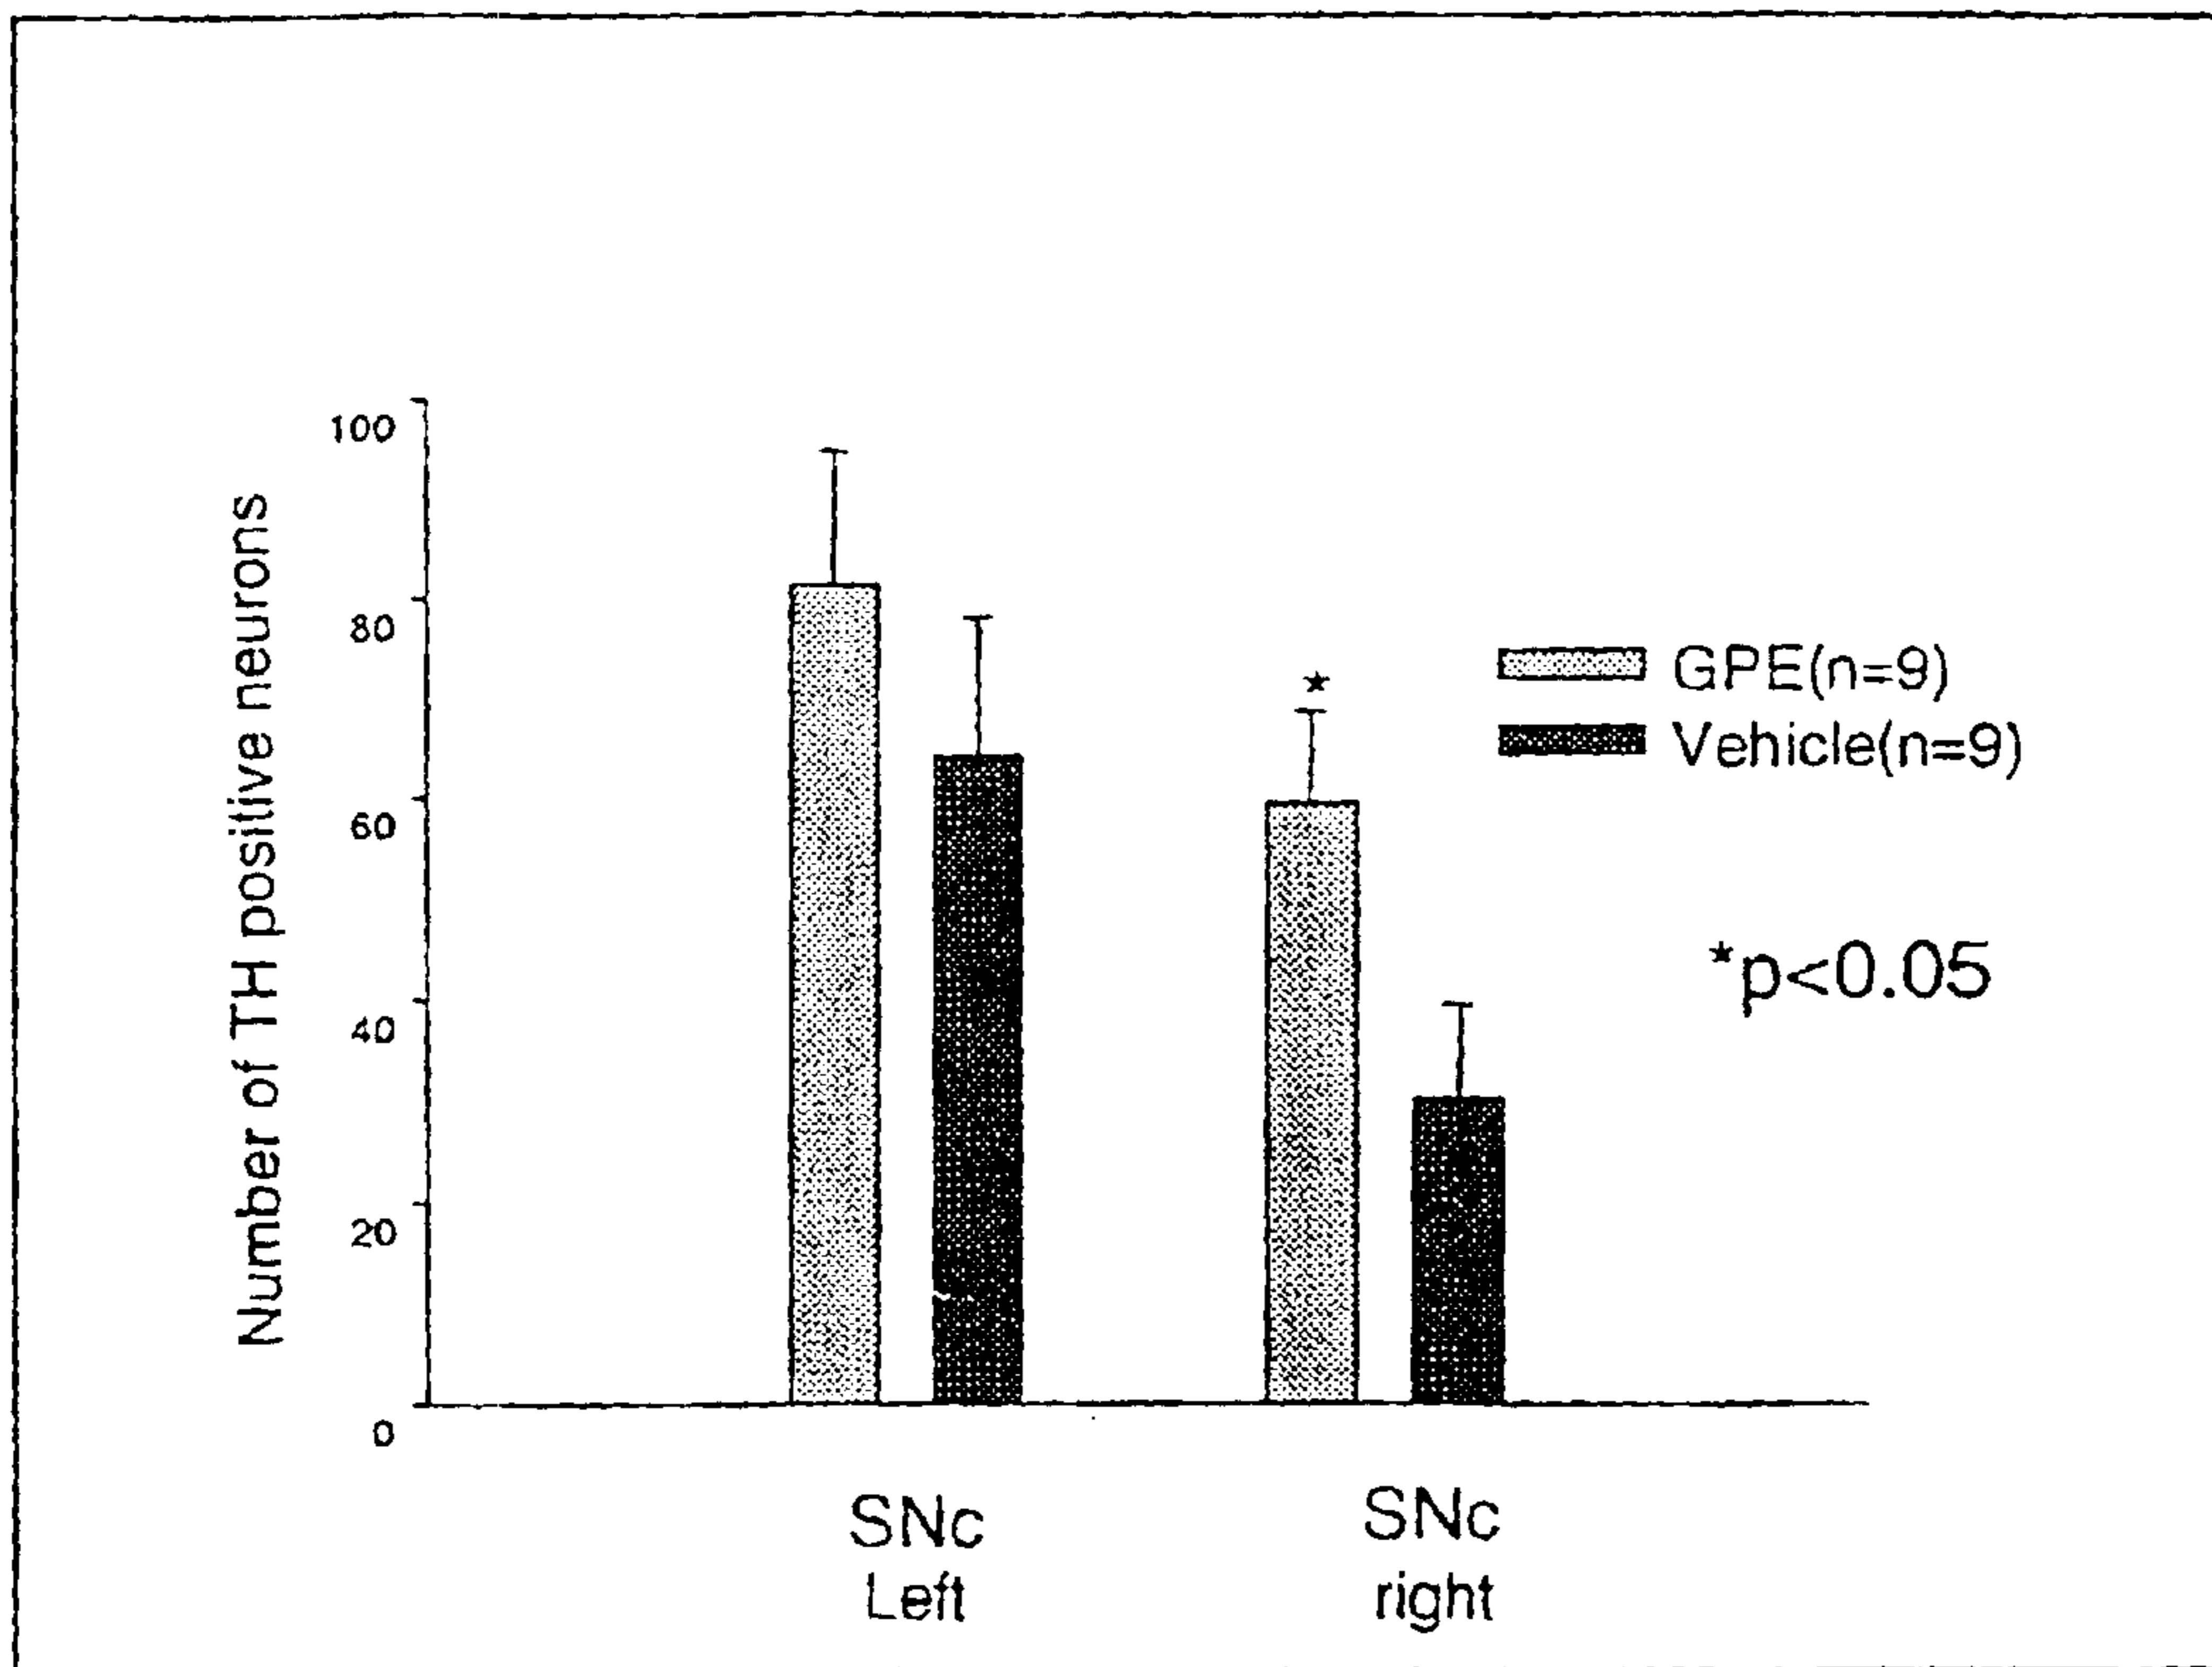 Number of TH positive neurons
100
80
60
40
20
0
★
GPE(n=9)
Vehicle(n=9)
*p<0.05
SNc
Left
SNc
right